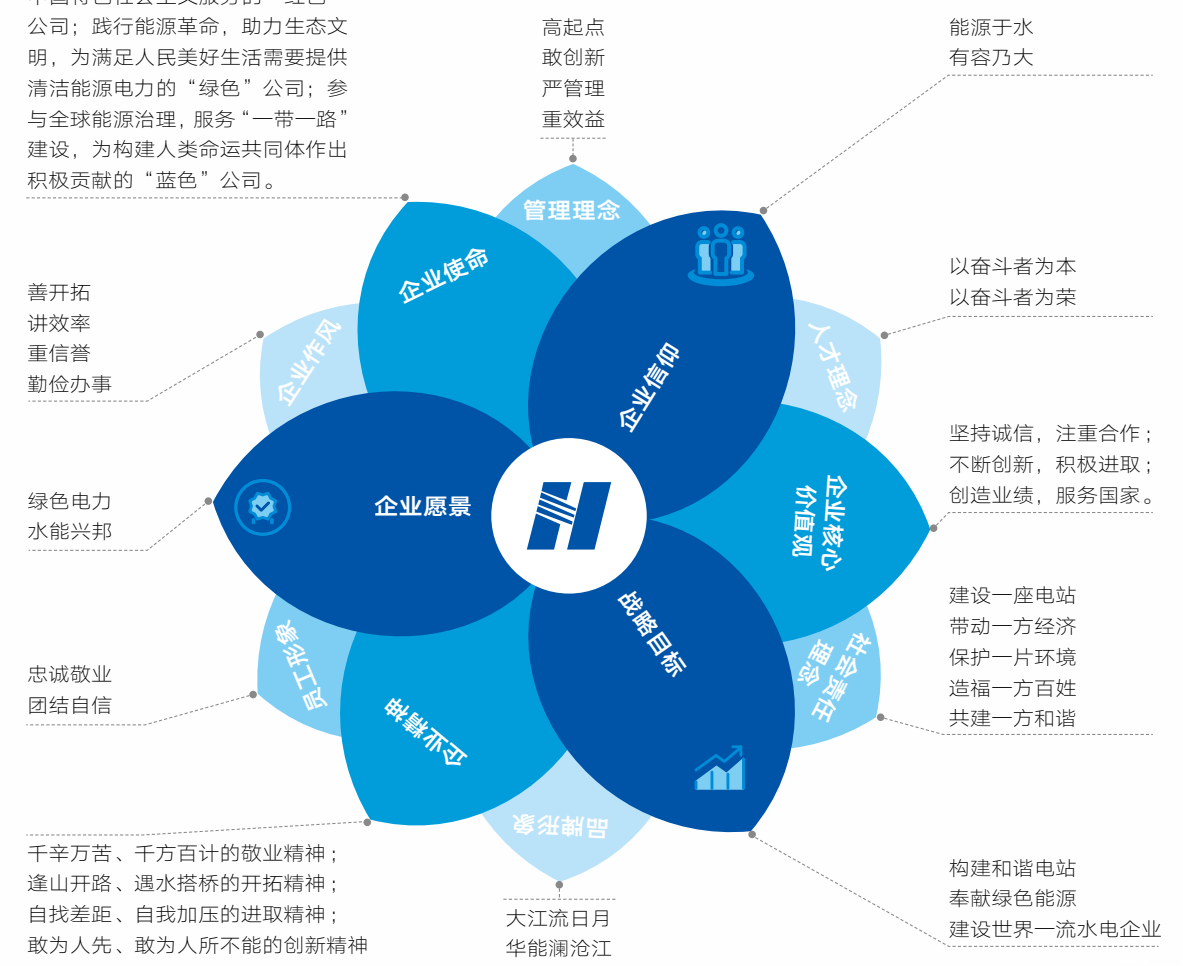 公司；践行能源革命，助力生态文
明，为满足人民美好生活需要提供
清洁能源电力的“绿色”公司；参
与全球能源治理，服务“一带一路”
建设，为构建人类命运共同体作出
积极贡献的“蓝色”公司。
高起点
敢创新
严管理
重效益
能源于水
有容乃大
管理理念
企业使命
企业信仰
善开拓
讲效率
重信誉
勤俭办事
企业作风
人才理念
以奋斗者为本
以奋斗者为荣
绿色电力
水能兴邦
企业愿景
企业核心
价值观
坚持诚信，注重合作；
不断创新，积极进取；
创造业绩，服务国家。
忠诚敬业
团结自信
员工形象
企业精神
战略目标
社会责任
理念
建设一座电站
带动一方经济
保护一片环境
造福一方百姓
共建一方和谐
品牌形象
千辛万苦、千方百计的敬业精神；
逢山开路、遇水搭桥的开拓精神；
自找差距、自我加压的进取精神；
敢为人先、敢为人所不能的创新精神
大江流日月
华能澜沧江
构建和谐电站
奉献绿色能源
建设世界一流水电企业